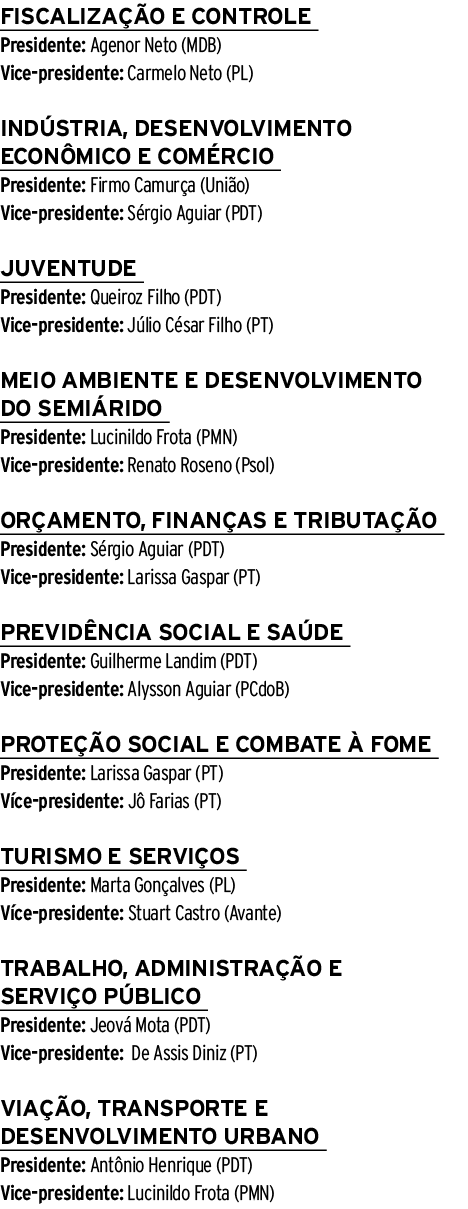 FISCALIZAÇÃO E CONTROLE
Presidente: Agenor Neto (MDB)
Vice-presidente: Carmelo Neto (PL)
INDÚSTRIA, DESENVOLVIMENTO
ECONÔMICO E COMÉRCIO
Presidente: Firmo Camurça (União)
Vice-presidente: Sérgio Aguiar (PDT)
JUVENTUDE
Presidente: Queiroz Filho (PDT)
Vice-presidente: Júlio César Filho (PT)
MEIO AMBIENTE E DESENVOLVIMENTO
DO SEMIÁRIDO
Presidente: Lucinildo Frota (PMN)
Vice-presidente: Renato Roseno (Psol)
ORÇAMENTO, FINANÇAS E TRIBUTAÇÃO
Presidente: Sérgio Aguiar (PDT)
Vice-presidente: Larissa Gaspar (PT)
PREVIDÊNCIA SOCIAL E SAÚDE
Presidente: Guilherme Landim (PDT)
Vice-presidente: Alysson Aguiar (PCdoB)
PROTEÇÃO SOCIAL E COMBATE À FOME
Presidente: Larissa Gaspar (PT)
Více-presidente: Jô Farias (PT)
TURISMO E SERVIÇOS
Presidente: Marta Gonçalves (PL)
Více-presidente: Stuart Castro (Avante)
TRABALHO, ADMINISTRAÇÃO E
SERVIÇO PÚBLICO
Presidente: Jeová Mota (PDT)
Vice-presidente: De Assis Diniz (PT)
VIAÇÃO, TRANSPORTE E
DESENVOLVIMENTO URBANO
Presidente: Antônio Henrique (PDT)
Vice-presidente: Lucinildo Frota (PMN)